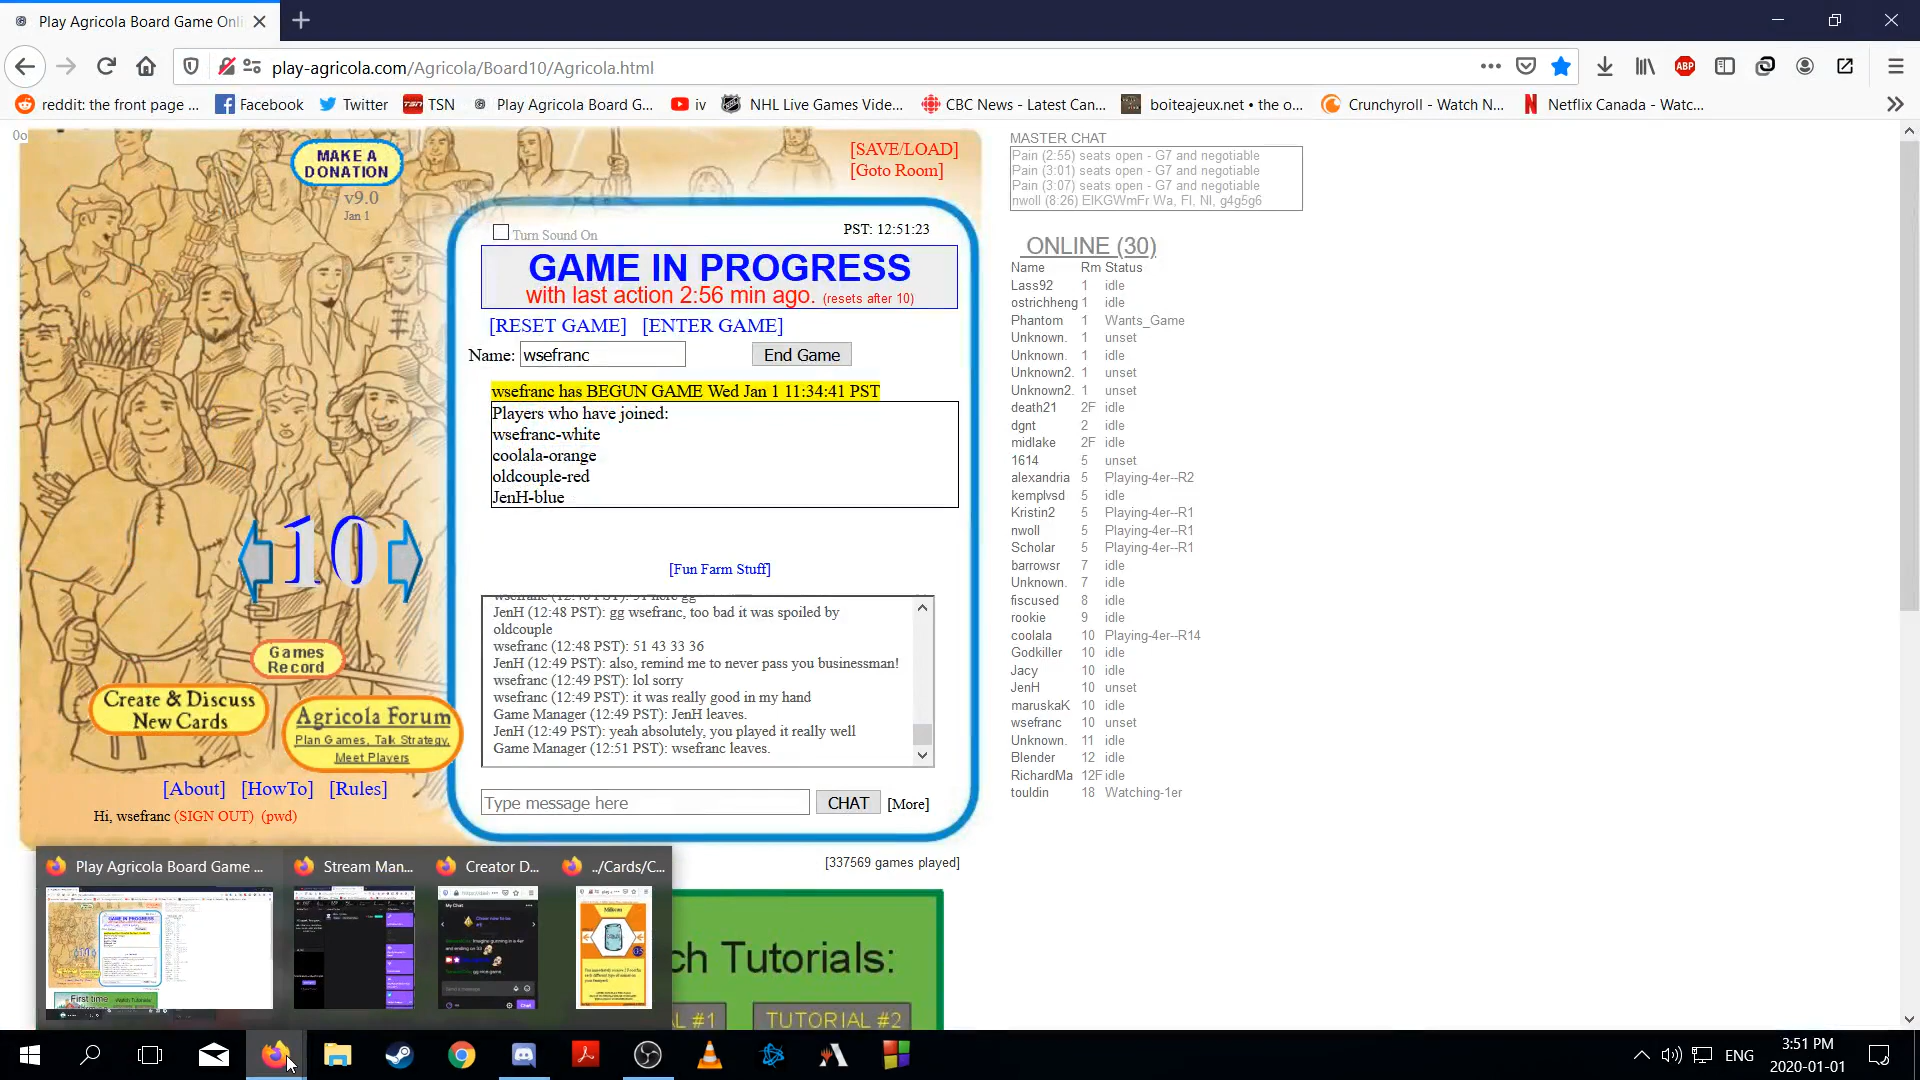 Play Agricola Board Game Onli
play-agricola.com/Agricola/Board10/Agricola.html
reddit: the front page ...
Facebook
Twitter
TSN
Play Agricola Board G...
iv
NHL Live Games Vide...
CBC News - Latest Can...
boiteajeux.net • the o...
Crunchyroll - Watch N...
Netflix Canada - Watc...
MAKE A
DONATION
v9.0
Jan 1
[SAVE/LOAD]
[Goto Room]
Turn Sound On
PST: 12:51:23
GAME IN PROGRESS
with last action 2:56 min ago. (resets after 10)
[RESET GAME] [ENTER GAME]
Name: wsefranc
End Game
wsefranc has BEGUN GAME Wed Jan 1 11:34:41 PST
Players who have joined:
wsefranc-white
coolala-orange
oldcouple-red
JenH-blue
[Fun Farm Stuff]
JenH (12:48 PST): gg wsefranc, too bad it was spoiled by
oldcouple
wsefranc (12:48 PST): 51 43 33 36
JenH (12:49 PST): also, remind me to never pass you businessman!
wsefranc (12:49 PST): lol sorry
wsefranc (12:49 PST): it was really good in my hand
Game Manager (12:49 PST): JenH leaves.
JenH (12:49 PST): yeah absolutely, you played it really well
Game Manager (12:51 PST): wsefranc leaves.
Type message here
CHAT
[More]
10
Games
Record
Create & Discuss
New Cards
Agricola Forum
Plan Games, Talk Strategy,
Meet Players
[About] [HowTo] [Rules]
Hi, wsefranc (SIGN OUT) (pwd)
[337569 games played]
MASTER CHAT
Pain (2:55) seats open - G7 and negotiable
Pain (3:01) seats open - G7 and negotiable
Pain (3:07) seats open - G7 and negotiable
nwoll (8:26) EIKGWmFr Wa, Fl, Nl, g4g5g6
ONLINE (30)
Name Rm Status
Lass92 1 idle
ostrichheng 1 idle
Phantom 1 Wants_Game
Unknown. 1 unset
Unknown. 1 idle
Unknown2. 1 unset
Unknown2. 1 unset
death21 2F idle
dgnt 2 idle
midlake 2F idle
1614 5 unset
alexandria 5 Playing-4er--R2
kemplvsd 5 idle
Kristin2 5 Playing-4er--R1
nwoll 5 Playing-4er--R1
Scholar 5 Playing-4er--R1
barrowsr 7 idle
Unknown. 7 idle
fiscused 8 idle
rookie 9 idle
coolala 10 Playing-4er--R14
Godkiller 10 idle
Jacy 10 idle
JenH 10 unset
maruskaK 10 idle
wsefranc 10 unset
Unknown. 11 idle
Blender 12 idle
RichardMa 12F idle
touldin 18 Watching-1er
Play Agricola Board Game ...
Stream Man...
Creator D...
../Cards/C...
ch Tutorials:
AL #1
TUTORIAL #2
ENG
3:51 PM
2020-01-01